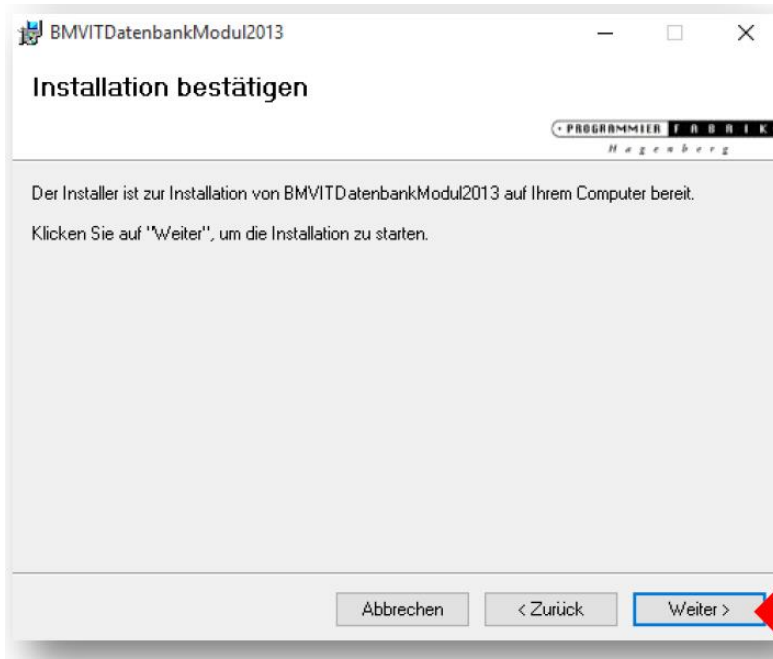 BMVITDatenbankModul2013
Installation bestätigen
PROGRAMMIER FABRIK
Hagenberg
Der Installer ist zur Installation von BMVITDatenbankModul2013 auf Ihrem Computer bereit.
Klicken Sie auf "Weiter", um die Installation zu starten.
Abbrechen
< Zurück
Weiter >